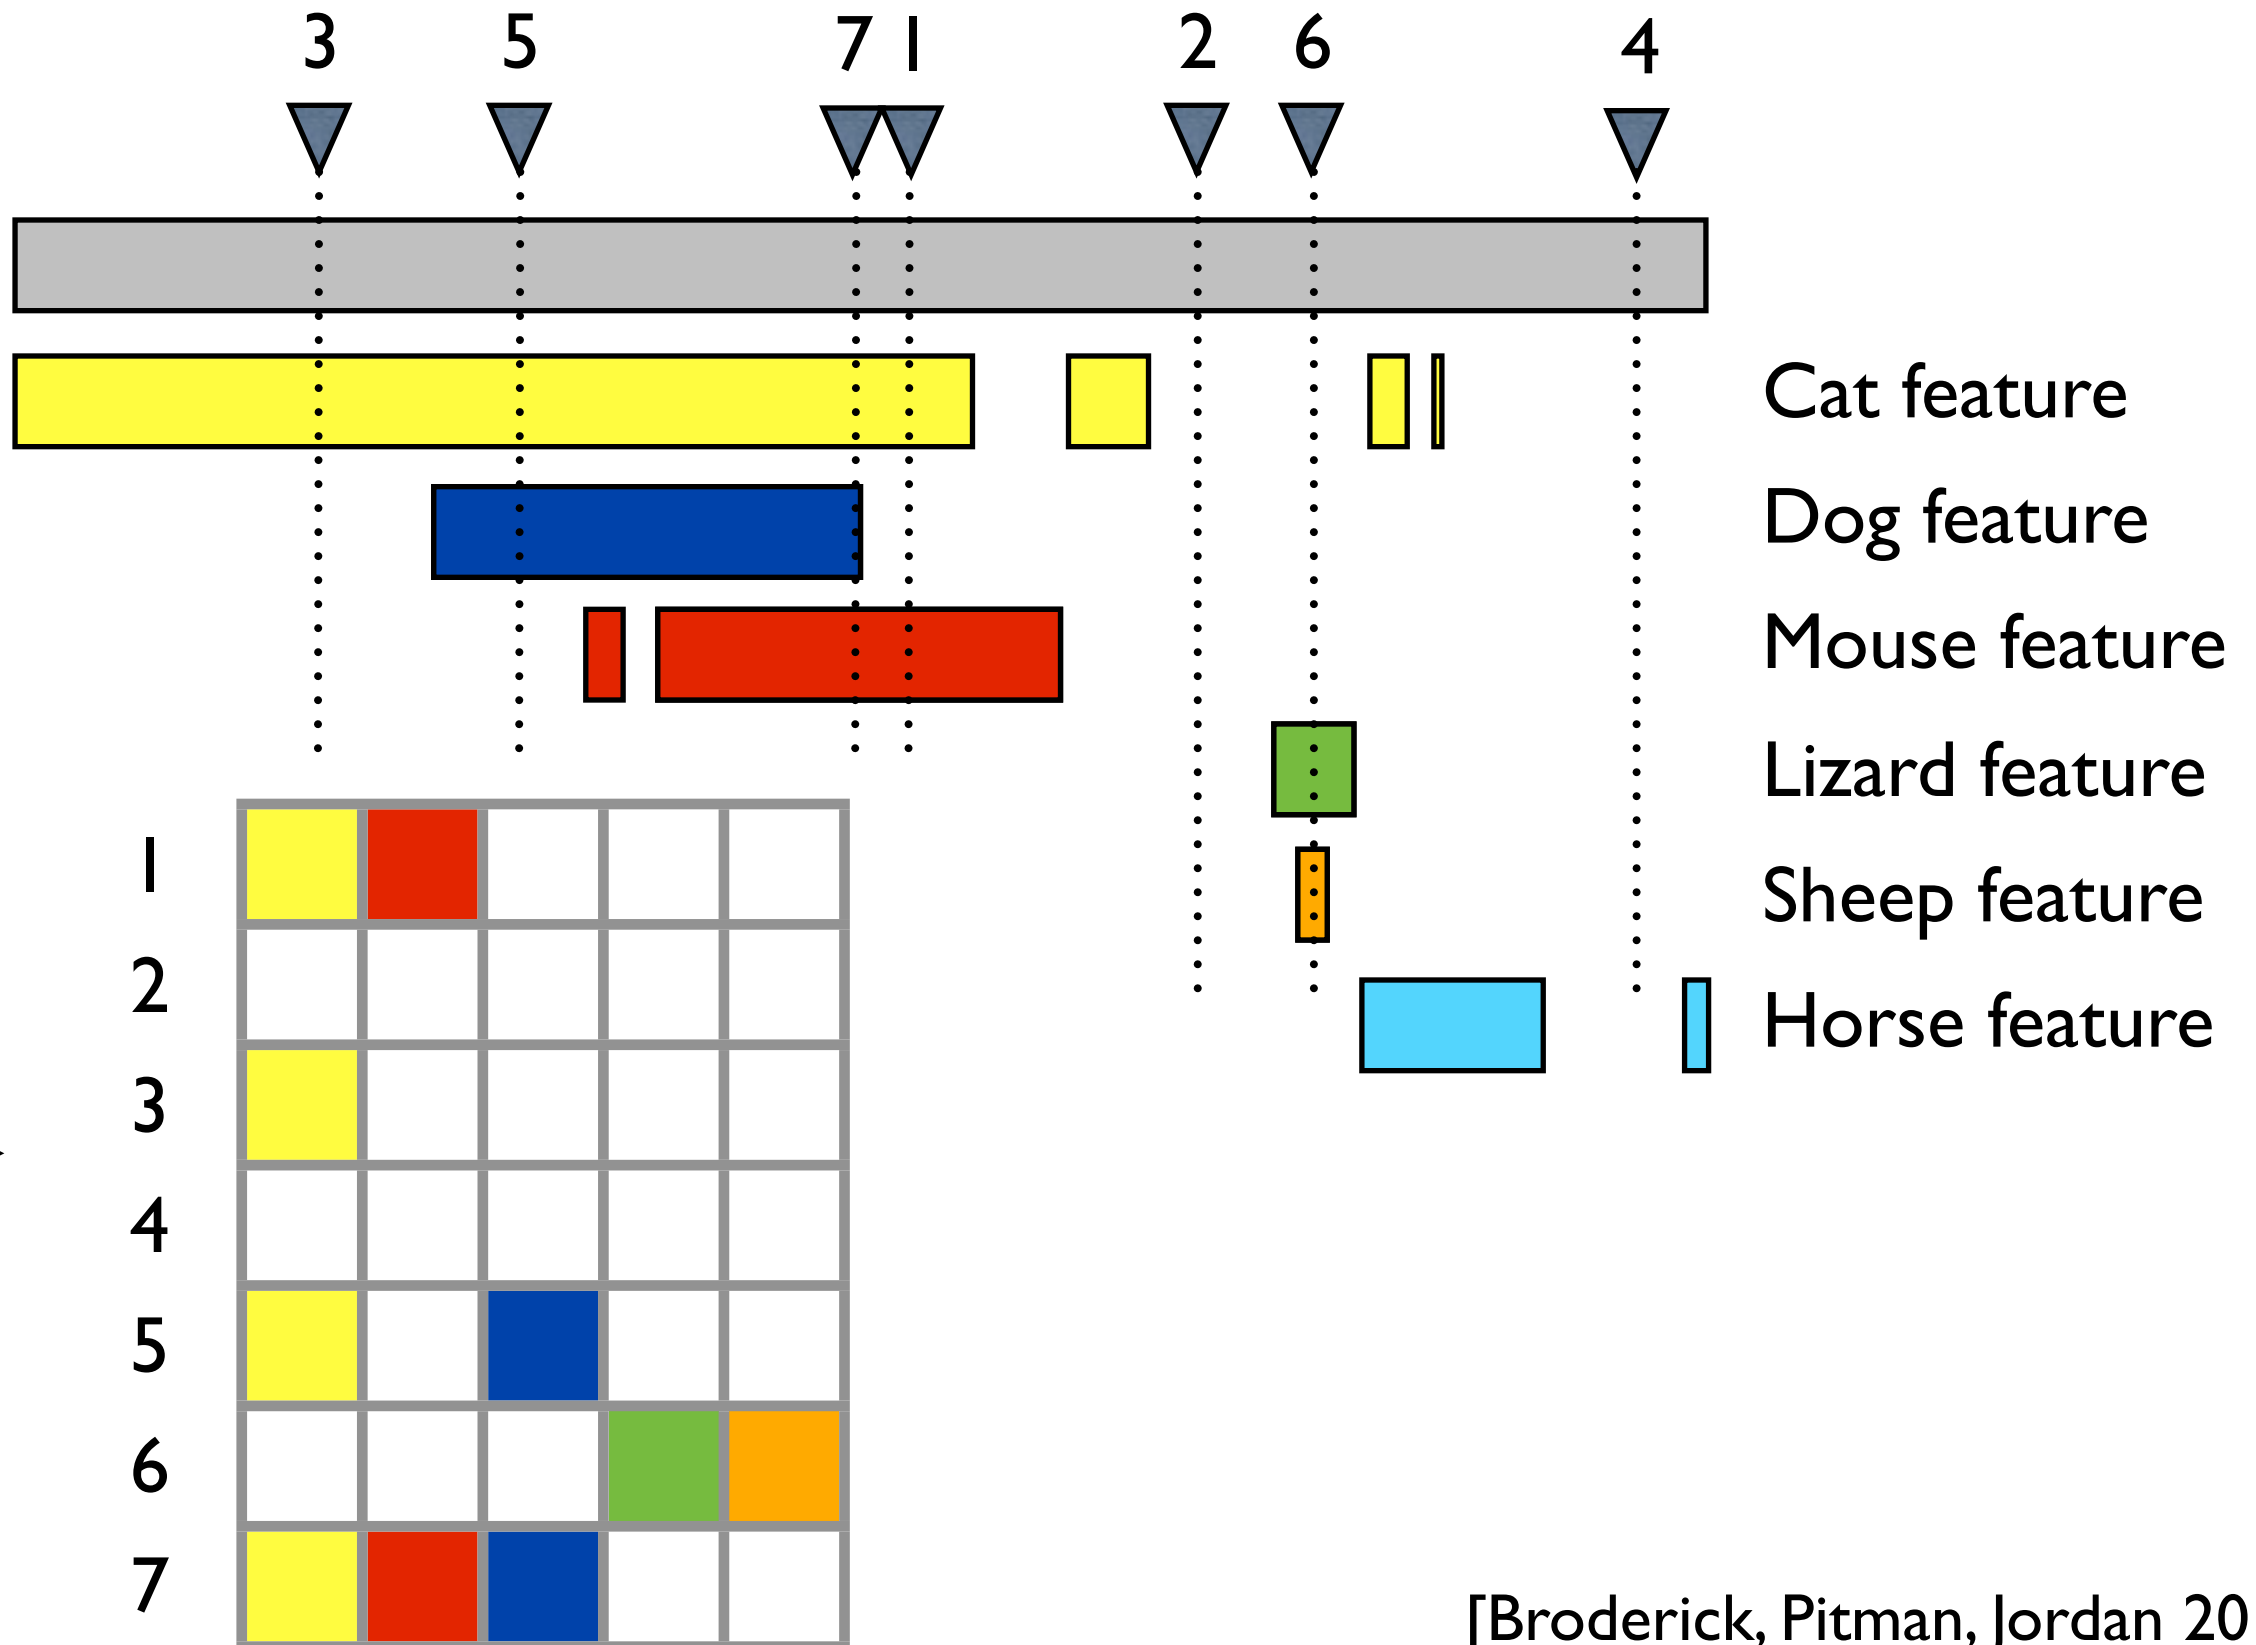 3 5 7 1 2 6 4
Cat feature
Dog feature
Mouse feature
Lizard feature
Sheep feature
Horse feature
1
2
3
4
5
6
7
[Broderick, Pitman, Jordan 20